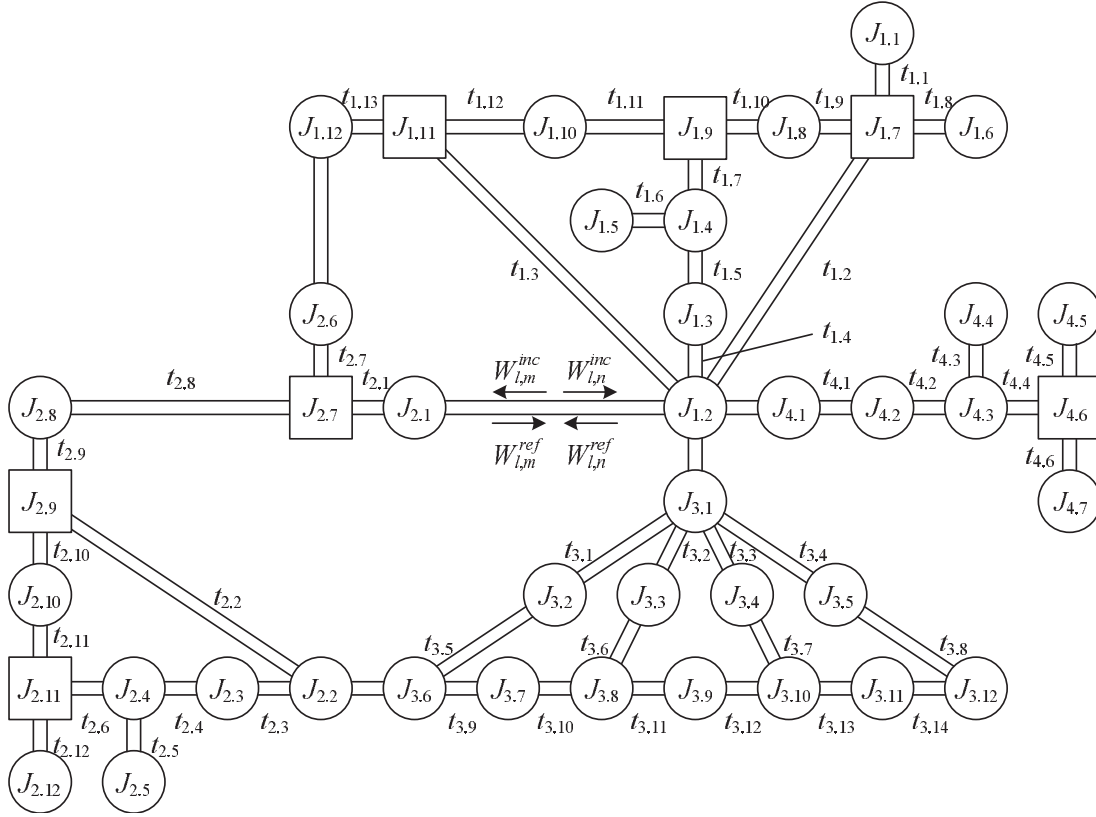 J1.1
t1.1
t1.13 t1.12 t1.11 t1.10 t1.9 t1.8
J1.12 J1.11 J1.10 J1.9 J1.8 J1.7 J1.6
t1.7
t1.6
J1.5 J1.4
t1.3 t1.5 t1.2
J2.6 J1.3 J4.4 J4.5
t1.4
t2.7 t4.3 t4.5
t2.8 t2.1 W^{inc}_{l,m} W^{inc}_{l,n} t4.1 t4.2 t4.4
J2.8 J2.7 J2.1 J1.2 J4.1 J4.2 J4.3 J4.6
t2.9 W^{ref}_{l,m} W^{ref}_{l,n} t4.6
J2.9 J3.1 J4.7
t2.10 t3.1 t3.2 t3.3 t3.4
J2.10 J3.2 J3.3 J3.4 J3.5
t2.2
t2.11 t3.5 t3.6 t3.7 t3.8
J2.11 J2.4 J2.3 J2.2 J3.6 J3.7 J3.8 J3.9 J3.10 J3.11 J3.12
t2.6 t2.4 t2.3 t3.9 t3.10 t3.11 t3.12 t3.13 t3.14
t2.12 t2.5
J2.12 J2.5